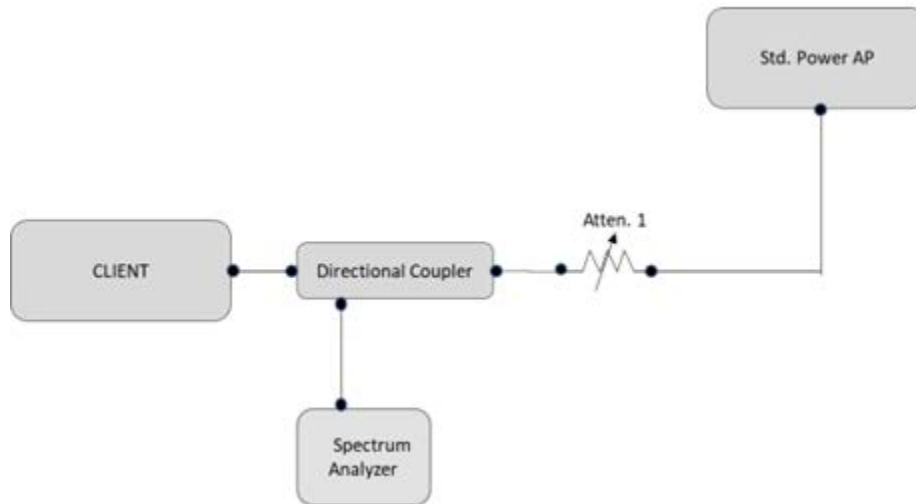 Std. Power AP
Atten. 1
CLIENT
Directional Coupler
Spectrum
Analyzer